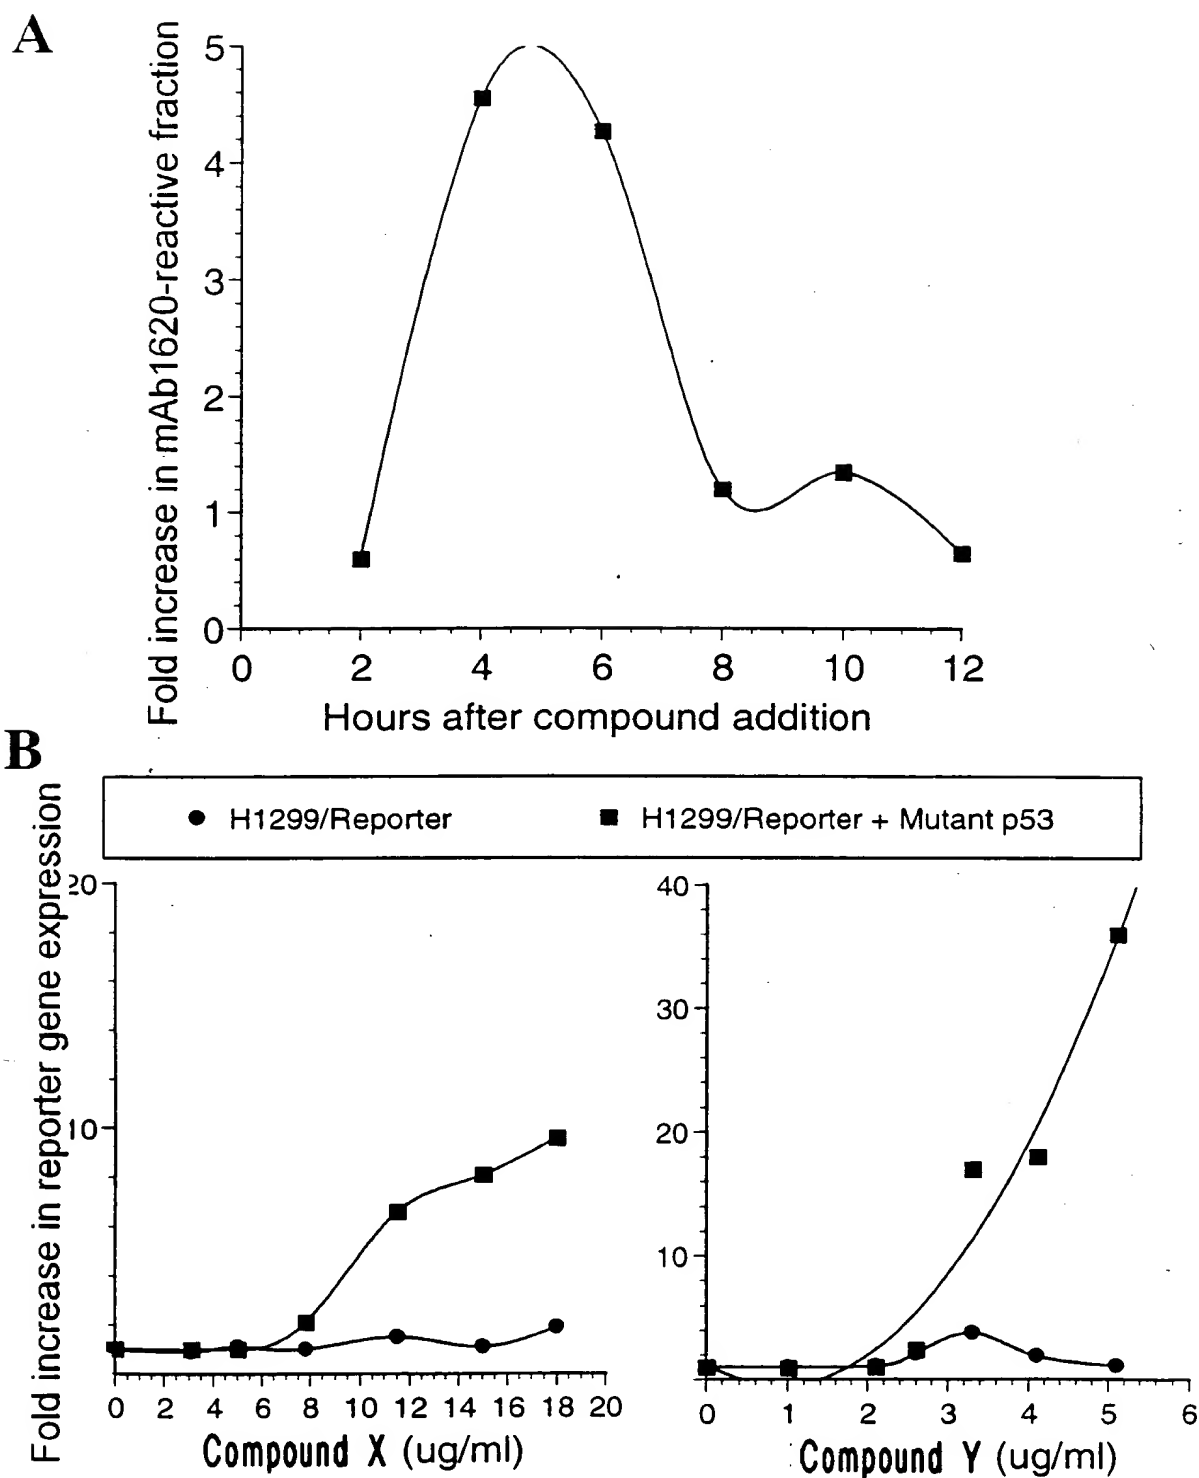 A
Fold increase in mAb1620-reactive fraction
5
4
3
2
1
0
0 2 4 6 8 10 12
Hours after compound addition
B
H1299/Reporter H1299/Reporter + Mutant p53
Fold increase in reporter gene expression
20
10
0 2 4 6 8 10 12 14 16 18 20
Compound X (ug/ml)
40
30
20
10
0 1 2 3 4 5 6
Compound Y (ug/ml)